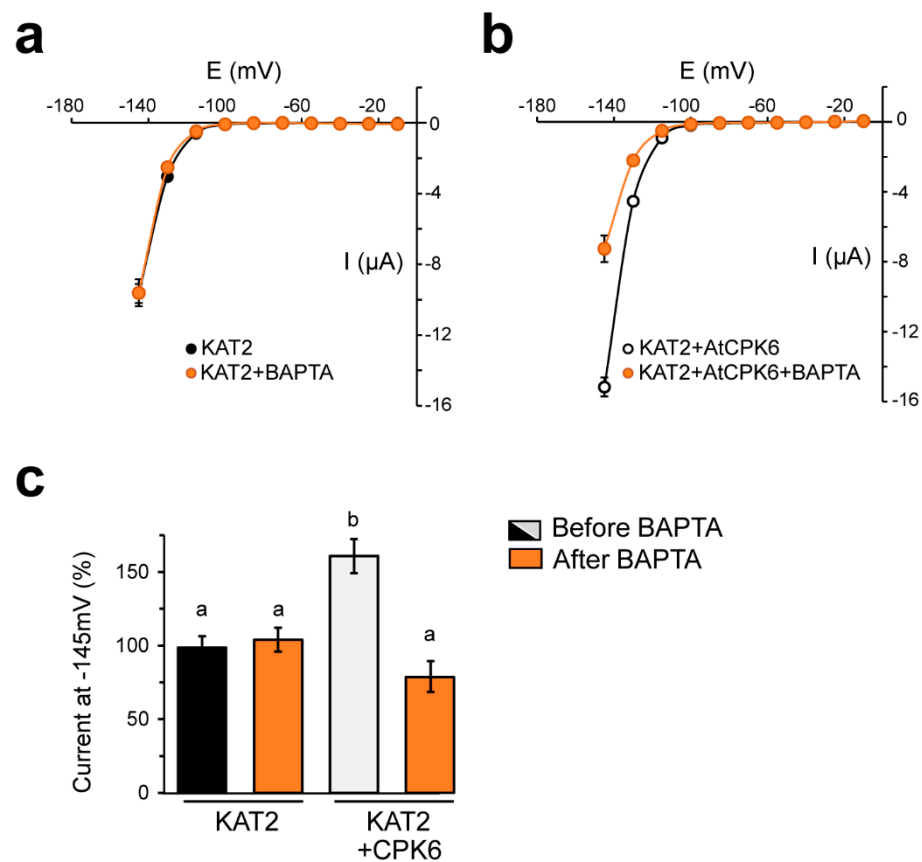 a
E (mV)
-180 -140 -100 -60 -20
0
-4
-8
-12
-16
I (µA)
KAT2
KAT2+BAPTA
b
E (mV)
-180 -140 -100 -60 -20
0
-4
-8
-12
-16
I (µA)
KAT2+AtCPK6
KAT2+AtCPK6+BAPTA
c
Current at -145mV (%)
150
100
50
0
a a b a
KAT2 KAT2
+CPK6
Before BAPTA
After BAPTA